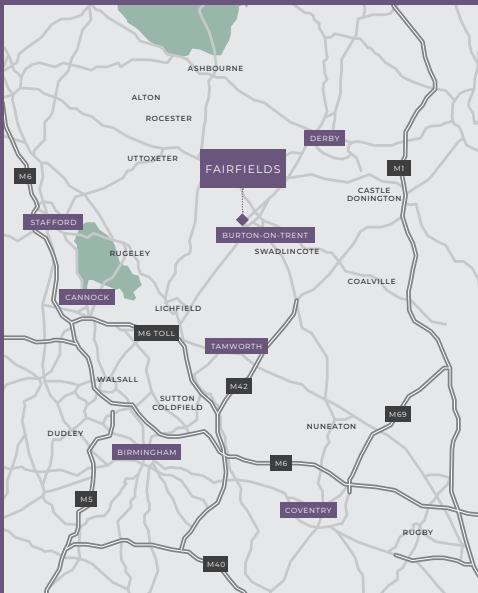 ASHBOURNE
ALTON
ROCESTER
DERBY
UTTOXETER
FAIRFIELDS
M1
M6
CASTLE
DONINGTON
STAFFORD
BURTON-ON-TRENT
RUGELEY
SWADLINCOTE
COALVILLE
CANNOCK
LICHFIELD
M6 TOLL
TAMWORTH
WALSALL
M42
SUTTON
COLDFIELD
M69
DUDLEY
NUNEATON
BIRMINGHAM
M6
M5
COVENTRY
RUGBY
M40